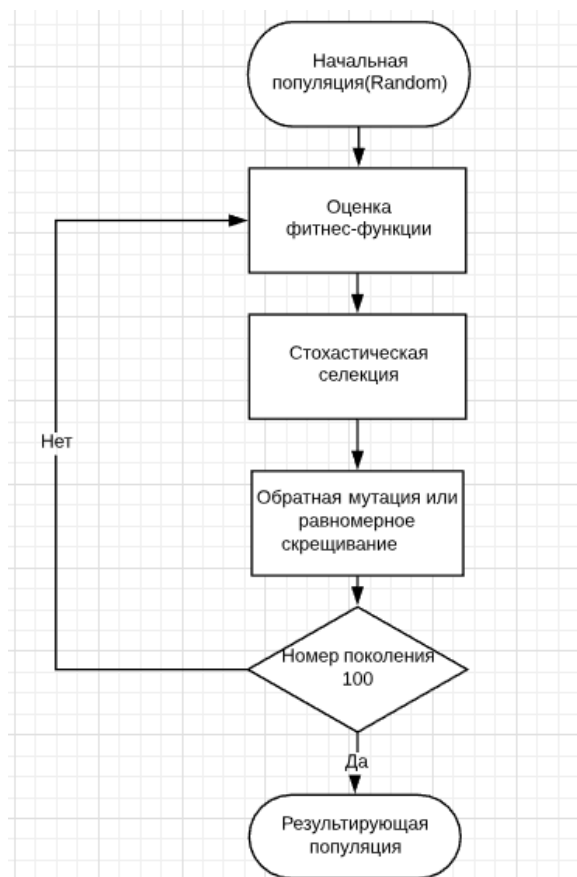 Начальная
популяция(Random)
Оценка
фитнес-функции
Стохастическая
селекция
Нет
Обратная мутация или
равномерное
скрещивание
Номер поколения
100
Да
Результирующая
популяция